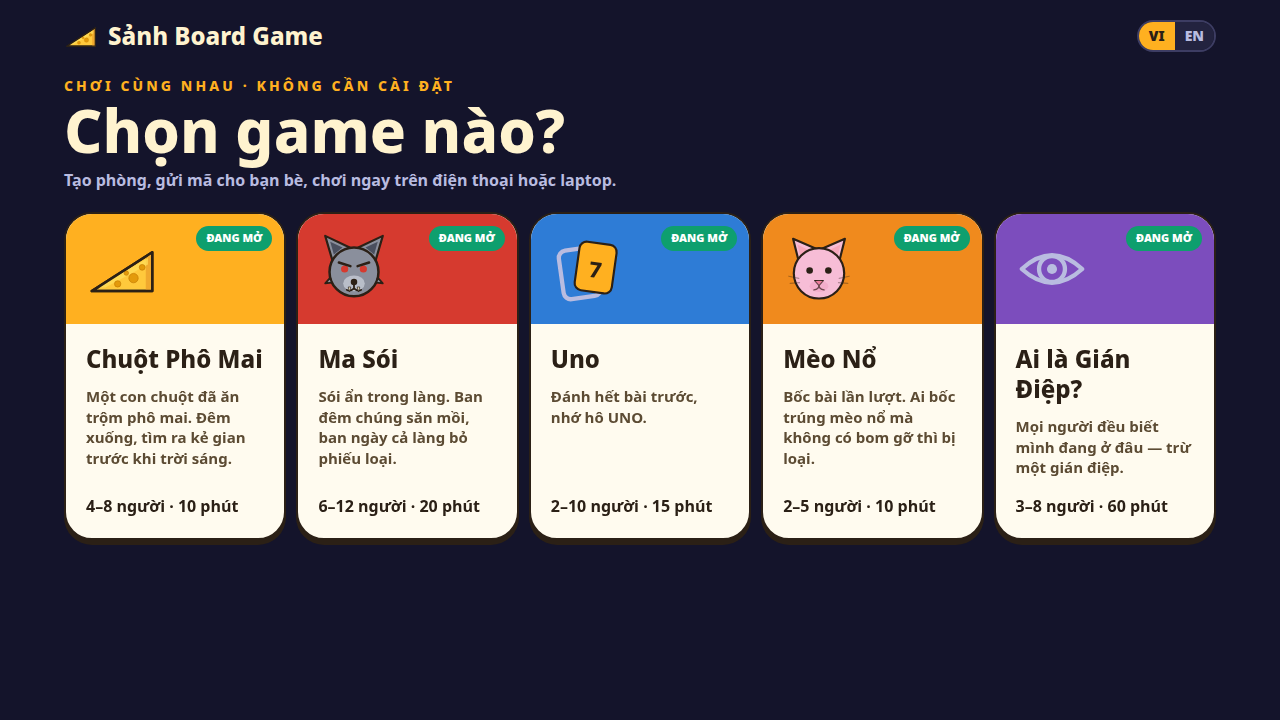 Sảnh Board Game
VI EN
CHƠI CÙNG NHAU · KHÔNG CẦN CÀI ĐẶT
Chọn game nào?
Tạo phòng, gửi mã cho bạn bè, chơi ngay trên điện thoại hoặc laptop.
ĐANG MỞ
Chuột Phô Mai
Một con chuột đã ăn
trộm phô mai. Đêm
xuống, tìm ra kẻ gian
trước khi trời sáng.
4–8 người · 10 phút
ĐANG MỞ
Ma Sói
Sói ẩn trong làng. Ban
đêm chúng săn mồi,
ban ngày cả làng bỏ
phiếu loại.
6–12 người · 20 phút
ĐANG MỞ
7
Uno
Đánh hết bài trước,
nhớ hô UNO.
2–10 người · 15 phút
ĐANG MỞ
Mèo Nổ
Bốc bài lần lượt. Ai bốc
trúng mèo nổ mà
không có bom gỡ thì bị
loại.
2–5 người · 10 phút
ĐANG MỞ
Ai là Gián
Điệp?
Mọi người đều biết
mình đang ở đâu — trừ
một gián điệp.
3–8 người · 60 phút